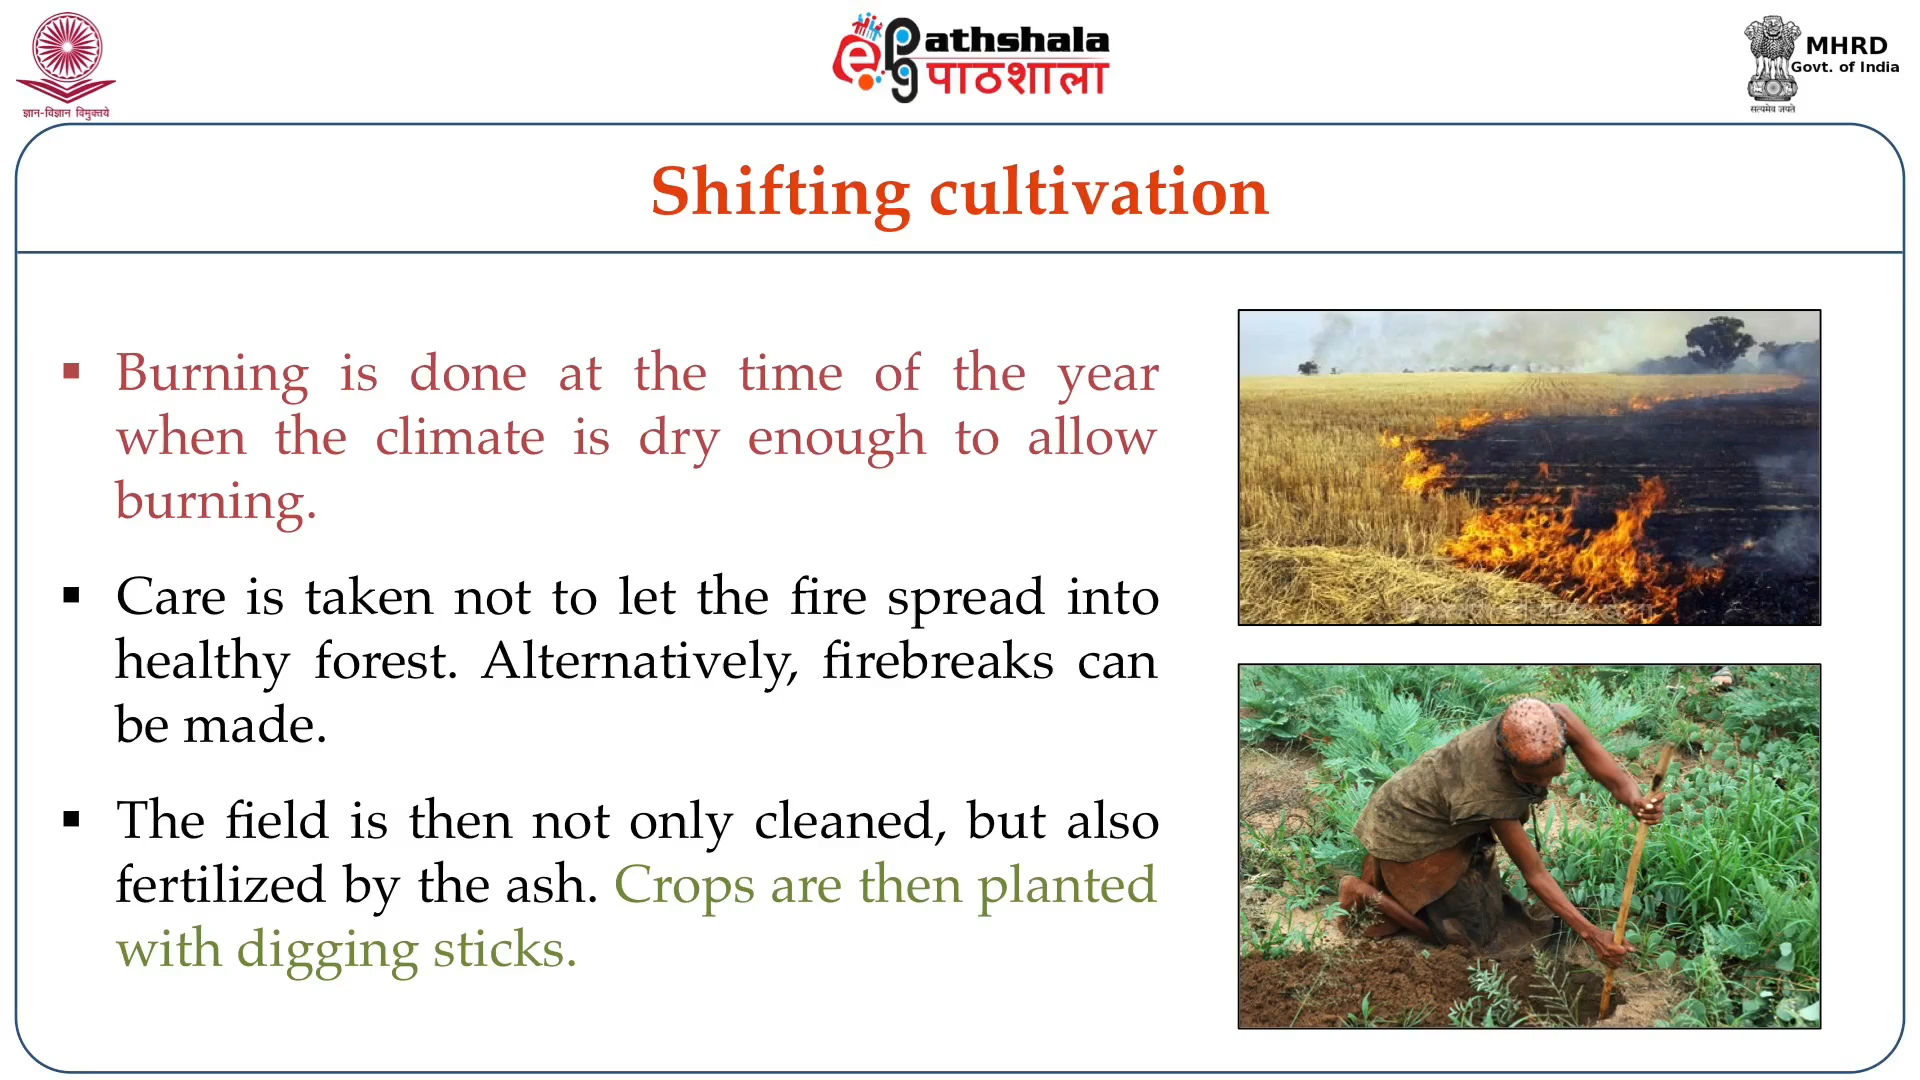 ज्ञान-विज्ञान विमुक्तये
e
pg
athshala
पाठशाला
MHRD
Govt. of India
सत्यमेव जयते
Shifting cultivation
▪ Burning is done at the time of the year
when the climate is dry enough to allow
burning.
▪ Care is taken not to let the fire spread into
healthy forest. Alternatively, firebreaks can
be made.
▪ The field is then not only cleaned, but also
fertilized by the ash. Crops are then planted
with digging sticks.